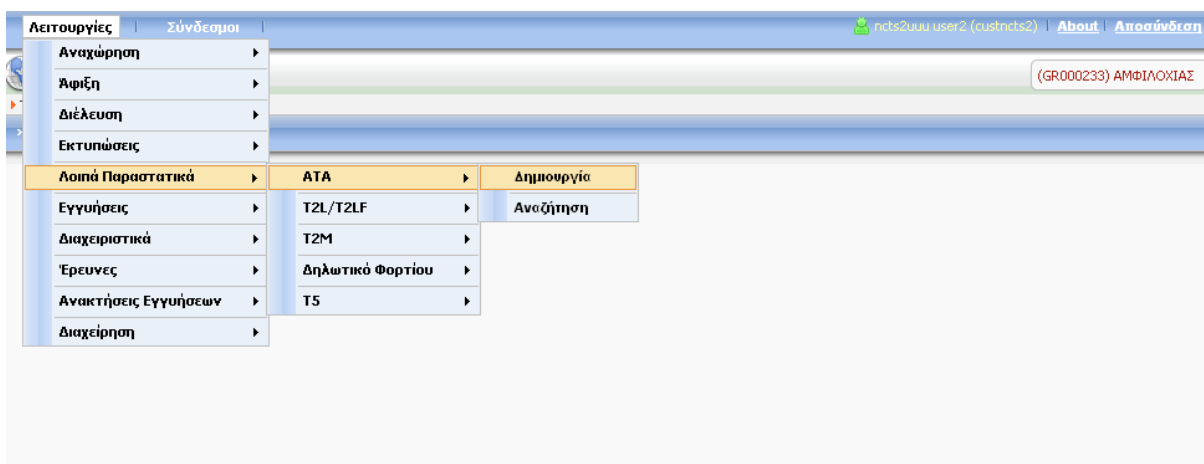 Λειτουργίες | Σύνδεσμοι | ncts2uuu user2 (custncts2) | About | Αποσύνδεση
Αναχώρηση
(GR000233) ΑΜΦΙΛΟΧΙΑΣ
Άφιξη
Διέλευση
Εκτυπώσεις
Λοιπά Παραστατικά ATA Δημιουργία
Εγγυήσεις T2L/T2LF Αναζήτηση
Διαχειριστικά T2M
Έρευνες Δηλωτικό Φορτίου
Ανακτήσεις Εγγυήσεων T5
Διαχείρηση